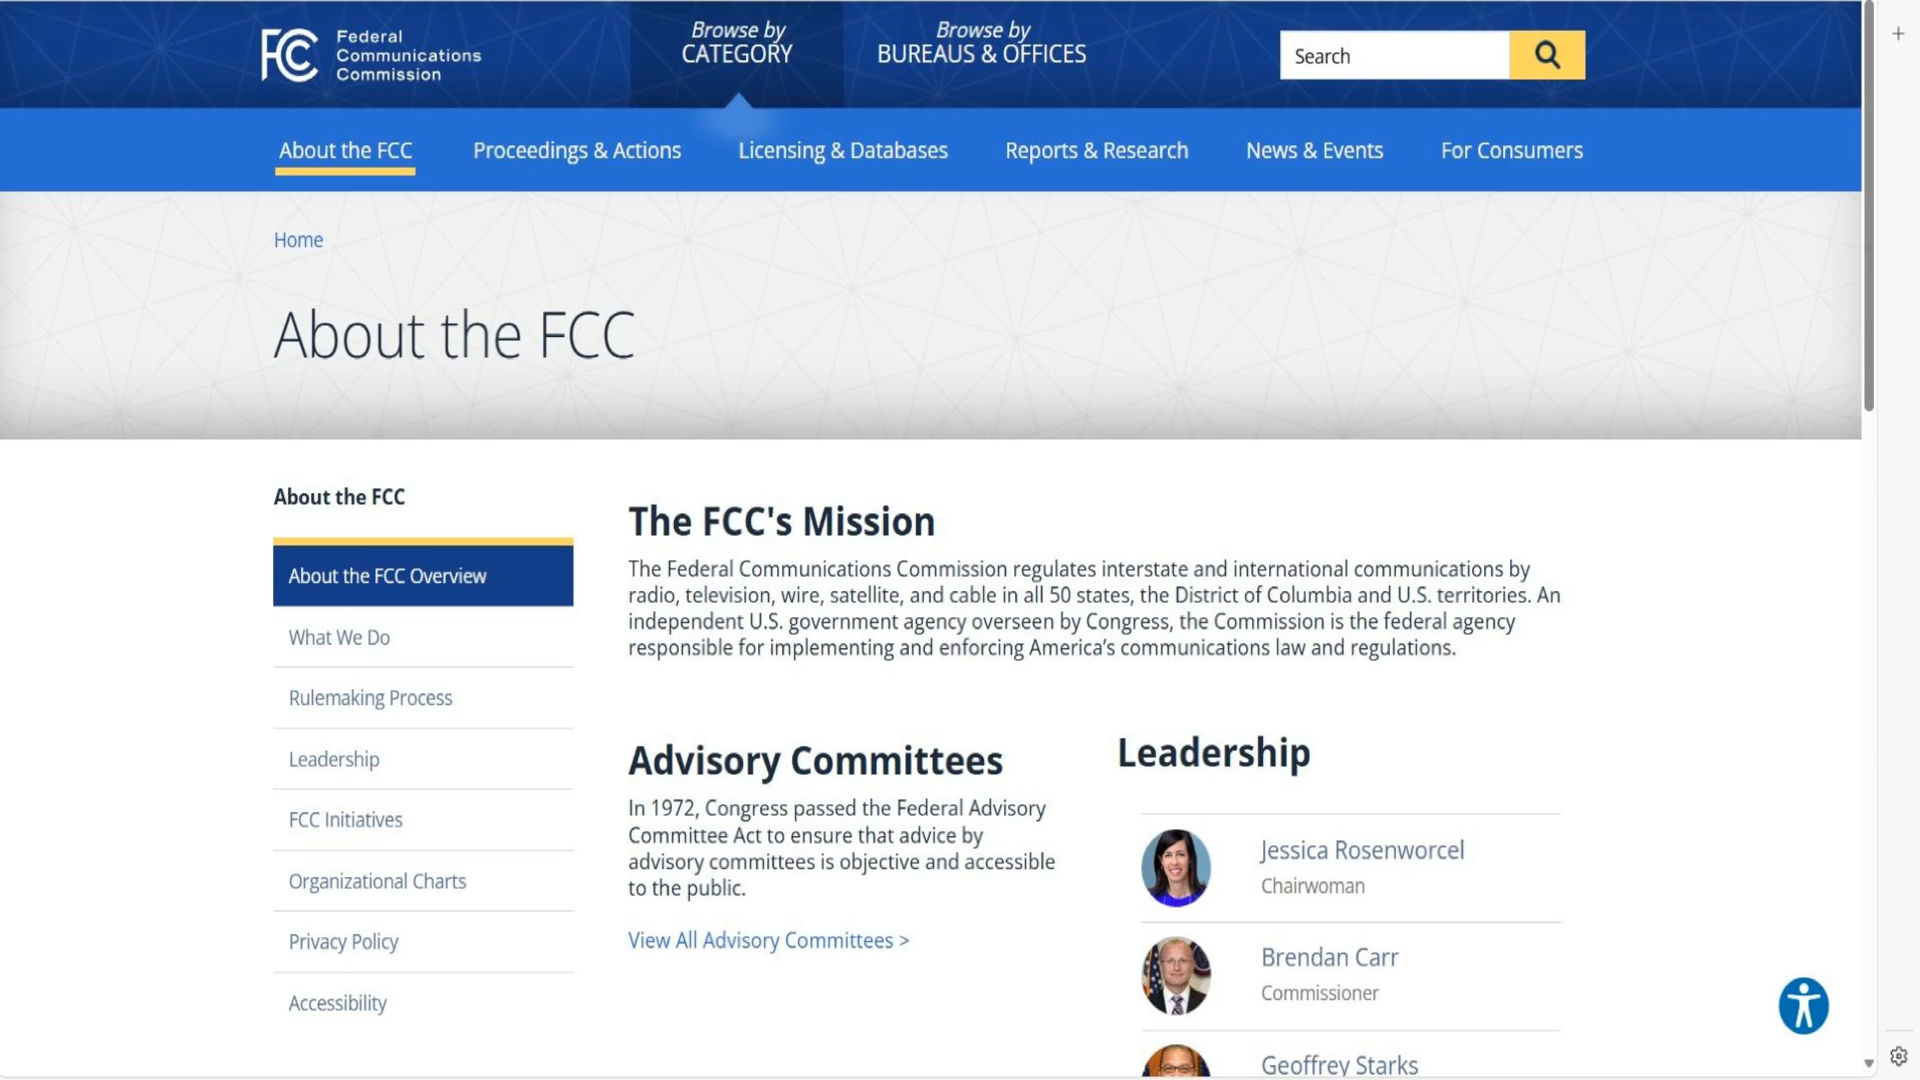 Federal
Communications
Commission
Browse by
CATEGORY
Browse by
BUREAUS & OFFICES
Search
About the FCC
Proceedings & Actions
Licensing & Databases
Reports & Research
News & Events
For Consumers
Home
About the FCC
About the FCC
About the FCC Overview
What We Do
Rulemaking Process
Leadership
FCC Initiatives
Organizational Charts
Privacy Policy
Accessibility
The FCC's Mission
The Federal Communications Commission regulates interstate and international communications by
radio, television, wire, satellite, and cable in all 50 states, the District of Columbia and U.S. territories. An
independent U.S. government agency overseen by Congress, the Commission is the federal agency
responsible for implementing and enforcing America’s communications law and regulations.
Advisory Committees
In 1972, Congress passed the Federal Advisory
Committee Act to ensure that advice by
advisory committees is objective and accessible
to the public.
View All Advisory Committees >
Leadership
Jessica Rosenworcel
Chairwoman
Brendan Carr
Commissioner
Geoffrey Starks